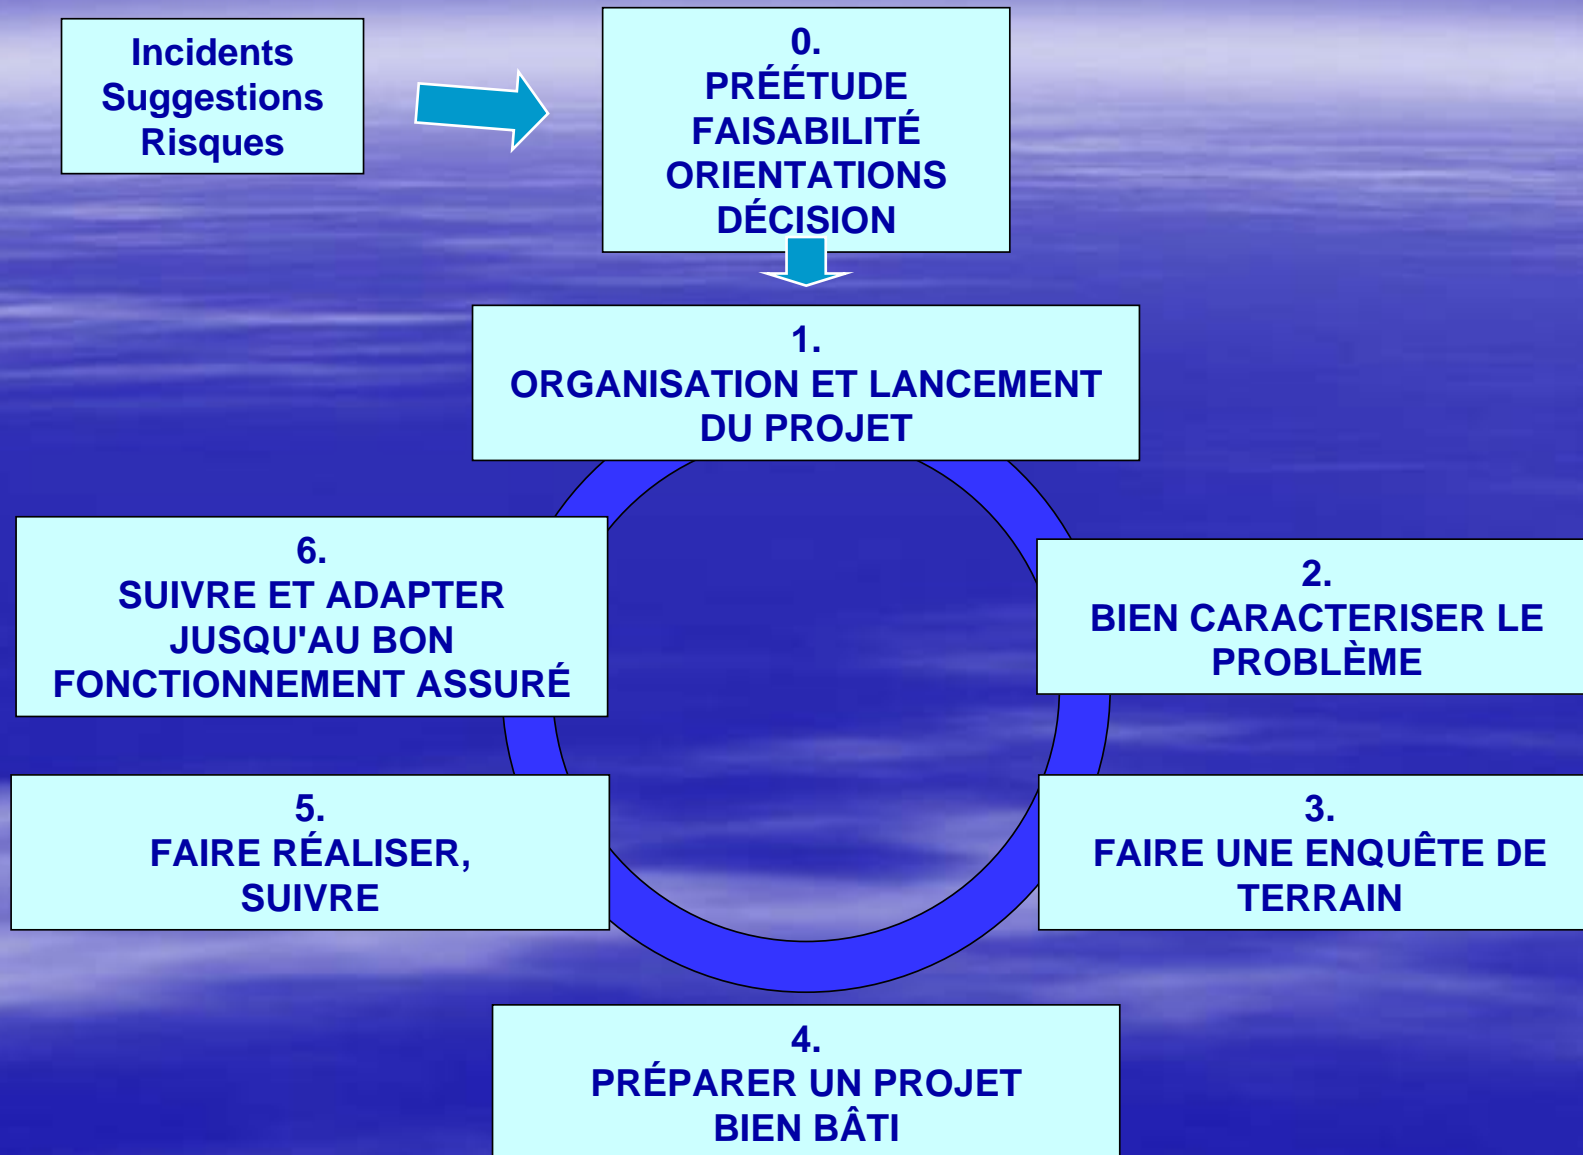 Incidents
Suggestions
Risques
0.
PRÉÉTUDE
FAISABILITÉ
ORIENTATIONS
DÉCISION
1.
ORGANISATION ET LANCEMENT
DU PROJET
2.
BIEN CARACTERISER LE
PROBLÈME
3.
FAIRE UNE ENQUÊTE DE
TERRAIN
4.
PRÉPARER UN PROJET
BIEN BÂTI
5.
FAIRE RÉALISER,
SUIVRE
6.
SUIVRE ET ADAPTER
JUSQU'AU BON
FONCTIONNEMENT ASSURÉ